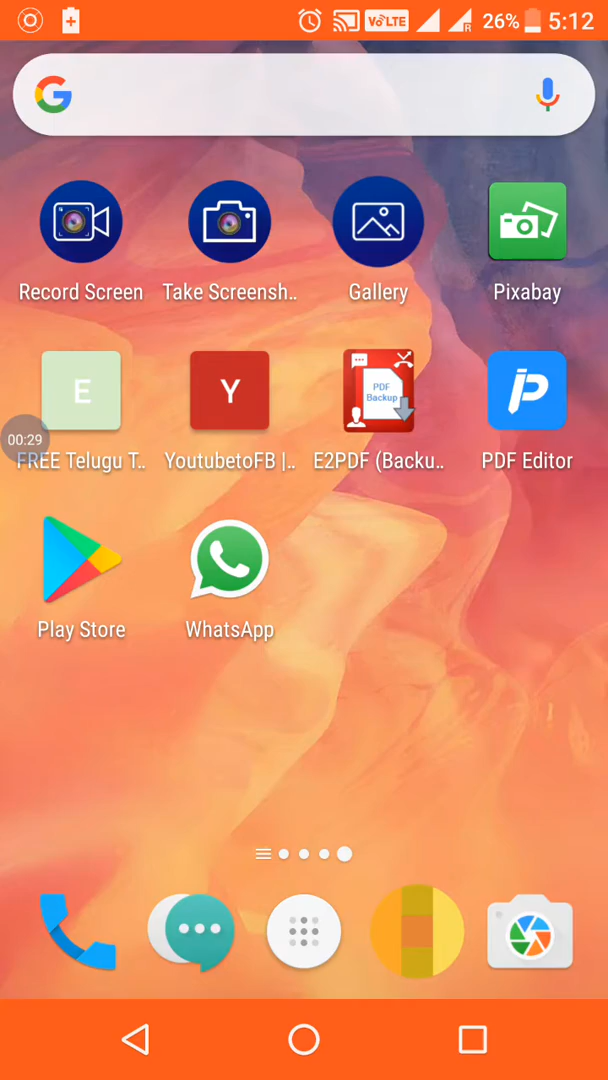 VoLTE R 26% 5:12
G
Record Screen Take Screensh.. Gallery Pixabay
E Y PDF Backup
00:29
FREE Telugu T.. YoutubetoFB |.. E2PDF (Backu.. PDF Editor
Play Store WhatsApp